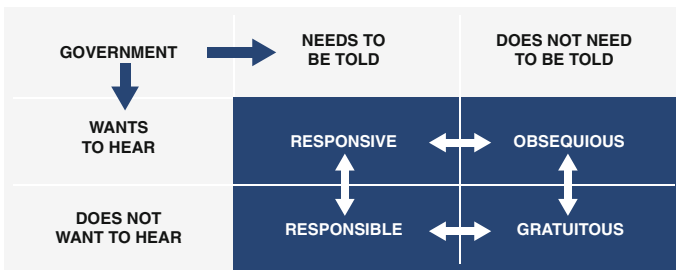 GOVERNMENT
NEEDS TO
BE TOLD
DOES NOT NEED
TO BE TOLD
WANTS
TO HEAR
RESPONSIVE
OBSEQUIOUS
DOES NOT
WANT TO HEAR
RESPONSIBLE
GRATUITOUS